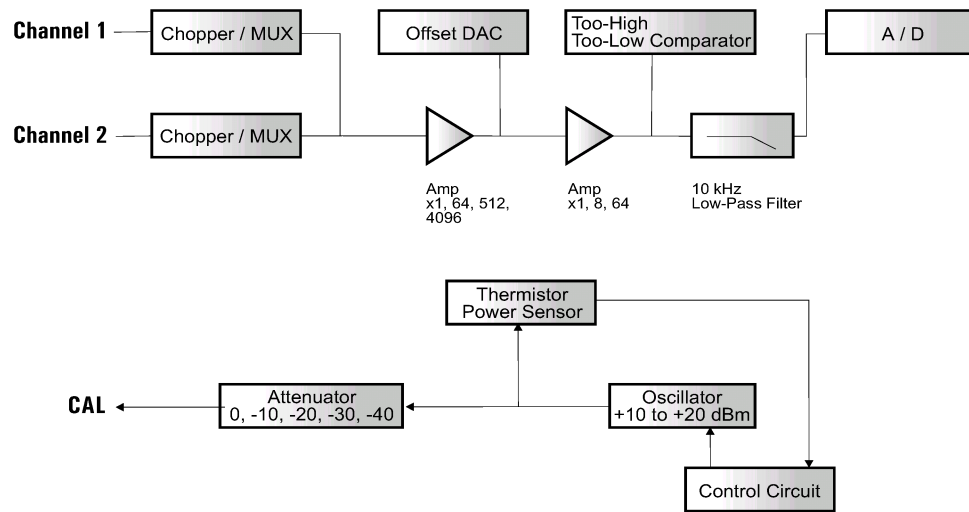 Channel 1
Chopper / MUX
Offset DAC
Too-High
Too-Low Comparator
A / D
Channel 2
Chopper / MUX
Amp
x1, 64, 512,
4096
Amp
x1, 8, 64
10 kHz
Low-Pass Filter
Thermistor
Power Sensor
CAL
Attenuator
0, -10, -20, -30, -40
Oscillator
+10 to +20 dBm
Control Circuit